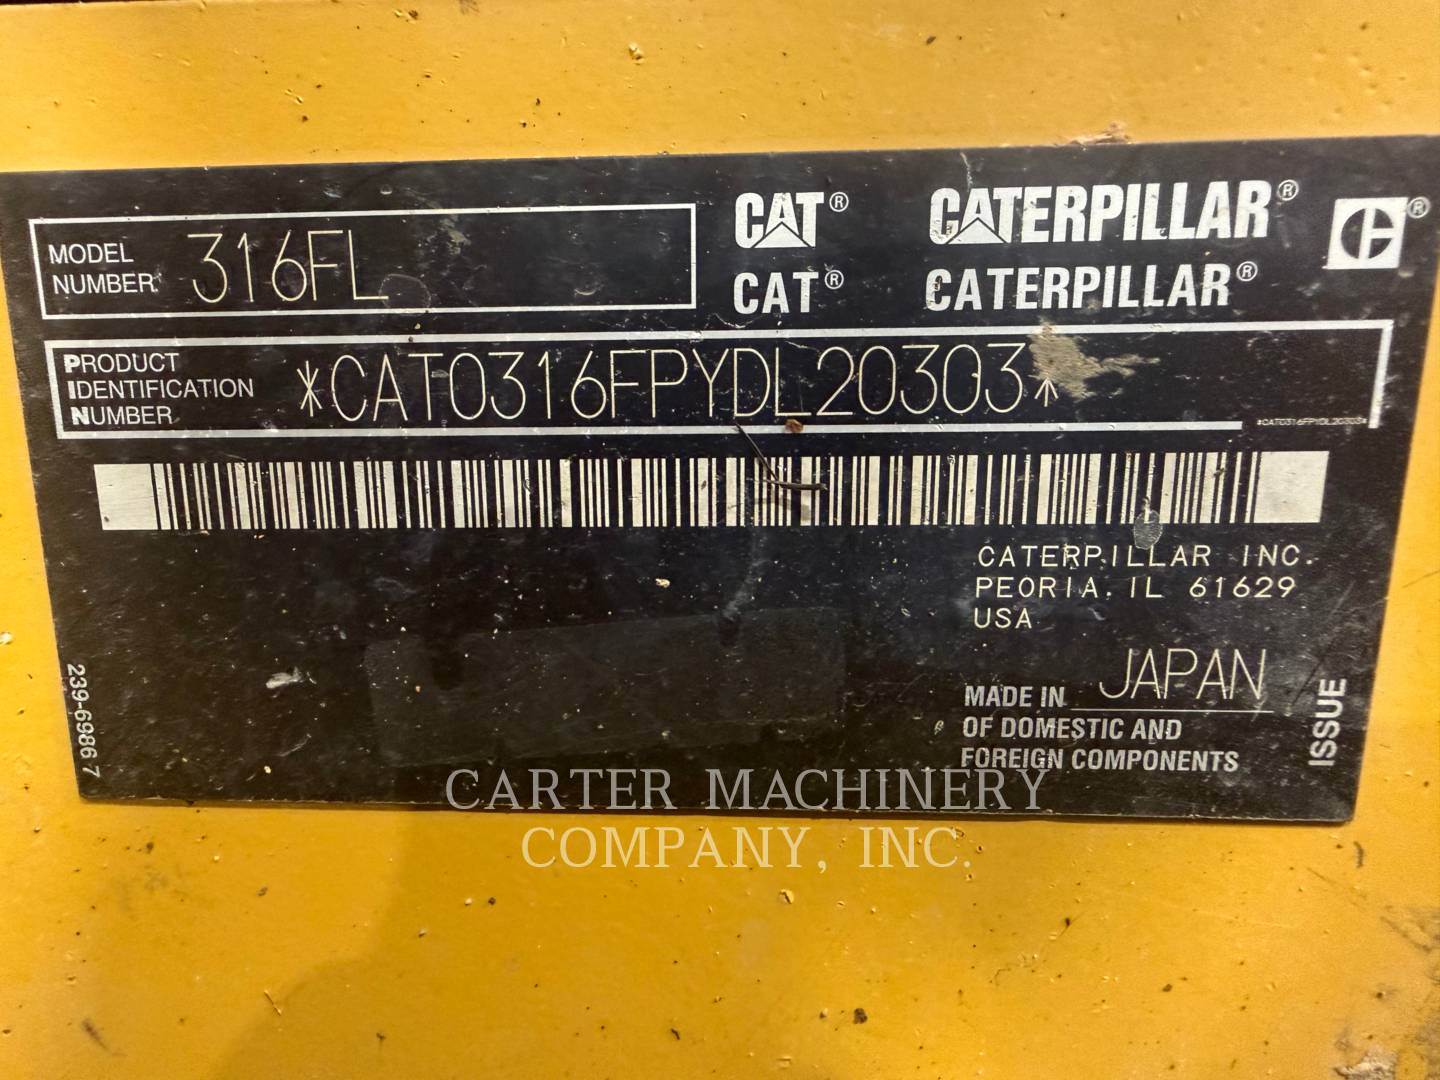 MODEL
NUMBER 316FL
CAT® CATERPILLAR®
CAT® CATERPILLAR®
PRODUCT
IDENTIFICATION
NUMBER
*CAT0316FPYDL20303*
*CAT0316FPYDL20303*
CATERPILLAR INC.
PEORIA, IL 61629
USA
MADE IN JAPAN
OF DOMESTIC AND
FOREIGN COMPONENTS
ISSUE
239-6986 7
CARTER MACHINERY
COMPANY, INC.